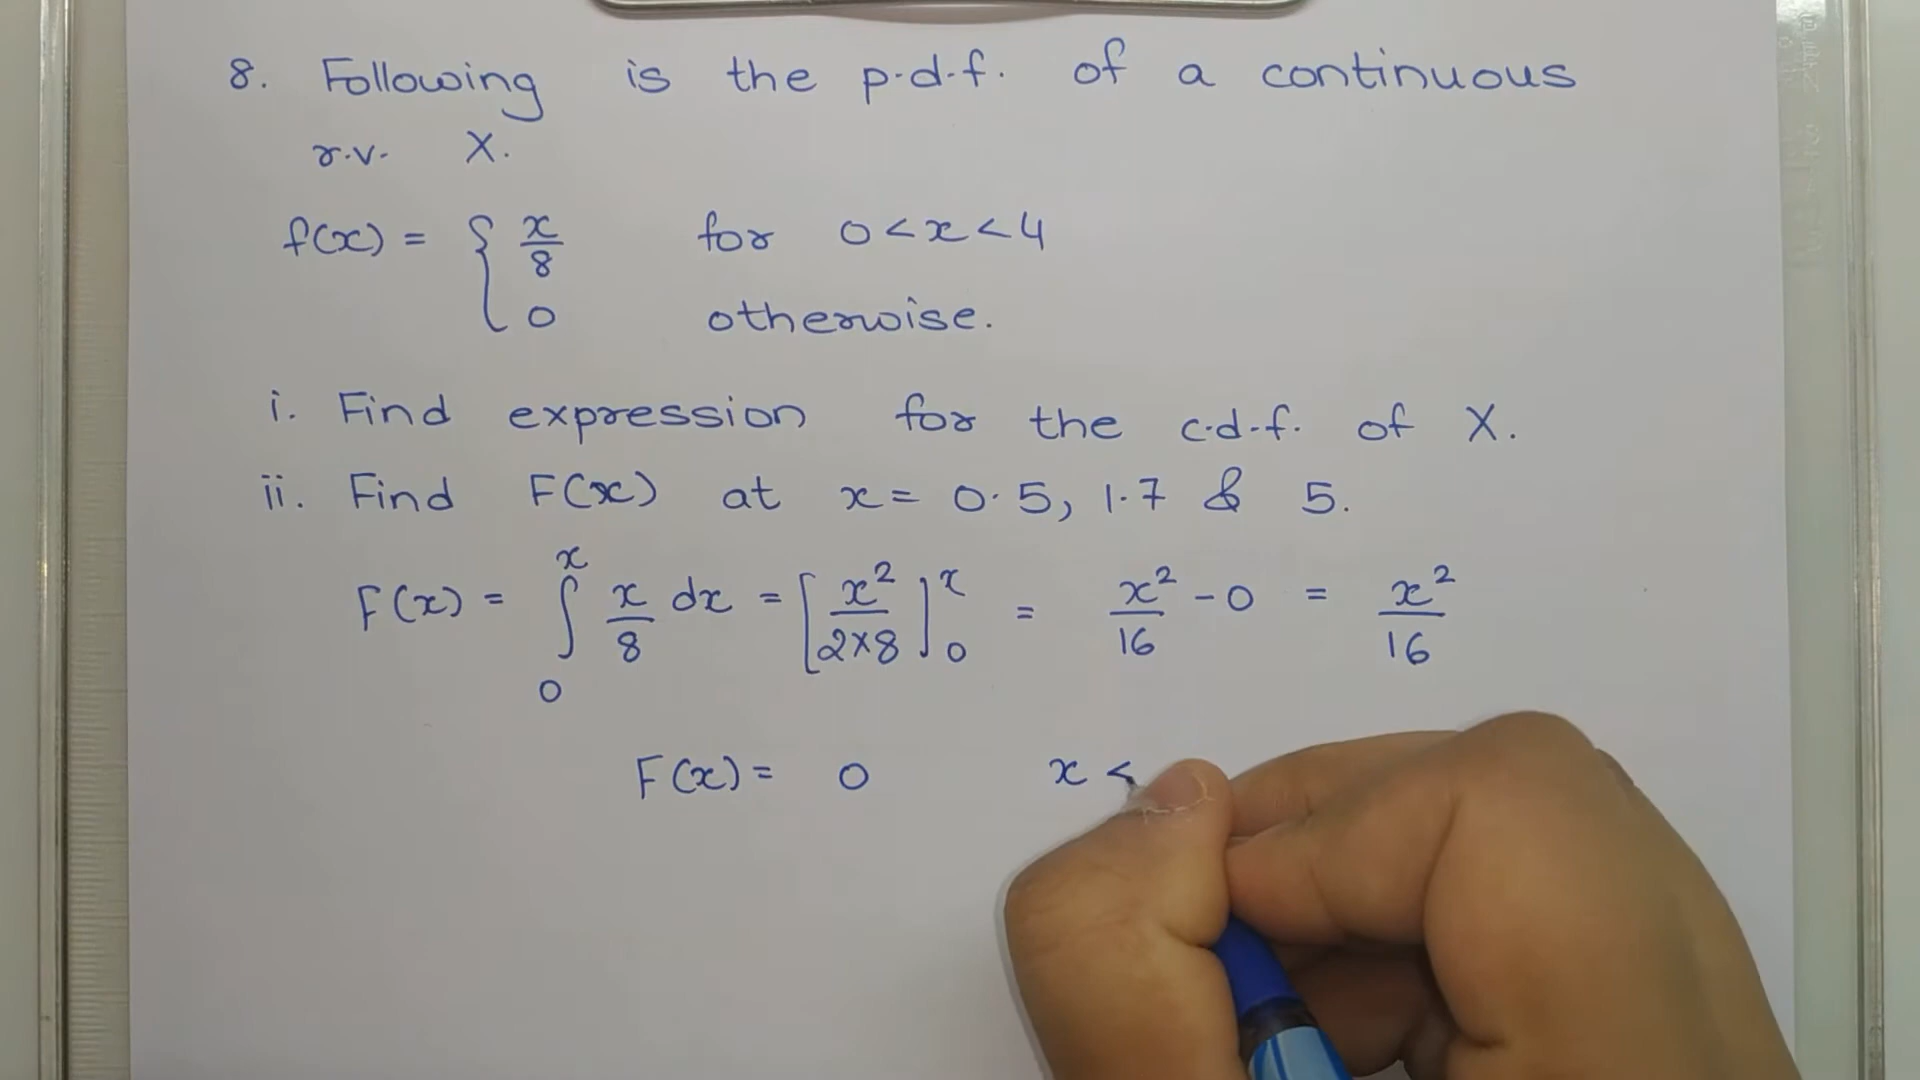 8. Following is the p.d.f. of a continuous
r.v. X.
f(x) = { x/8 for 0 < x < 4
0 otherwise.
i. Find expression for the c.d.f. of X.
ii. Find F(x) at x = 0.5, 1.7 & 5.
F(x) = ∫₀ˣ x/8 dx = [x²/2×8]₀ˣ = x²/16 - 0 = x²/16
F(x) = 0 x <